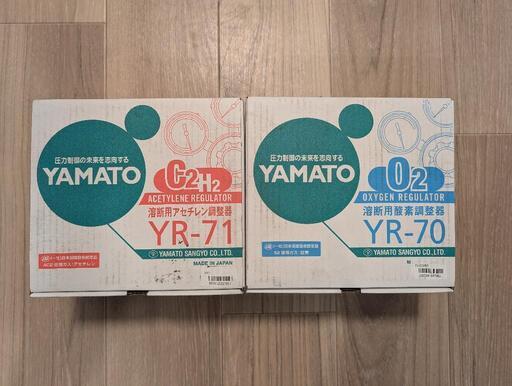 圧力制御の未来を志向する
YAMATO
C2H2
ACETYLENE REGULATOR
溶断用アセチレン調整器
YR-71
YAMATO SANGYO CO.,LTD.
MADE IN JAPAN
圧力制御の未来を志向する
YAMATO
O2
OXYGEN REGULATOR
溶断用酸素調整器
YR-70
YAMATO SANGYO CO.,LTD.